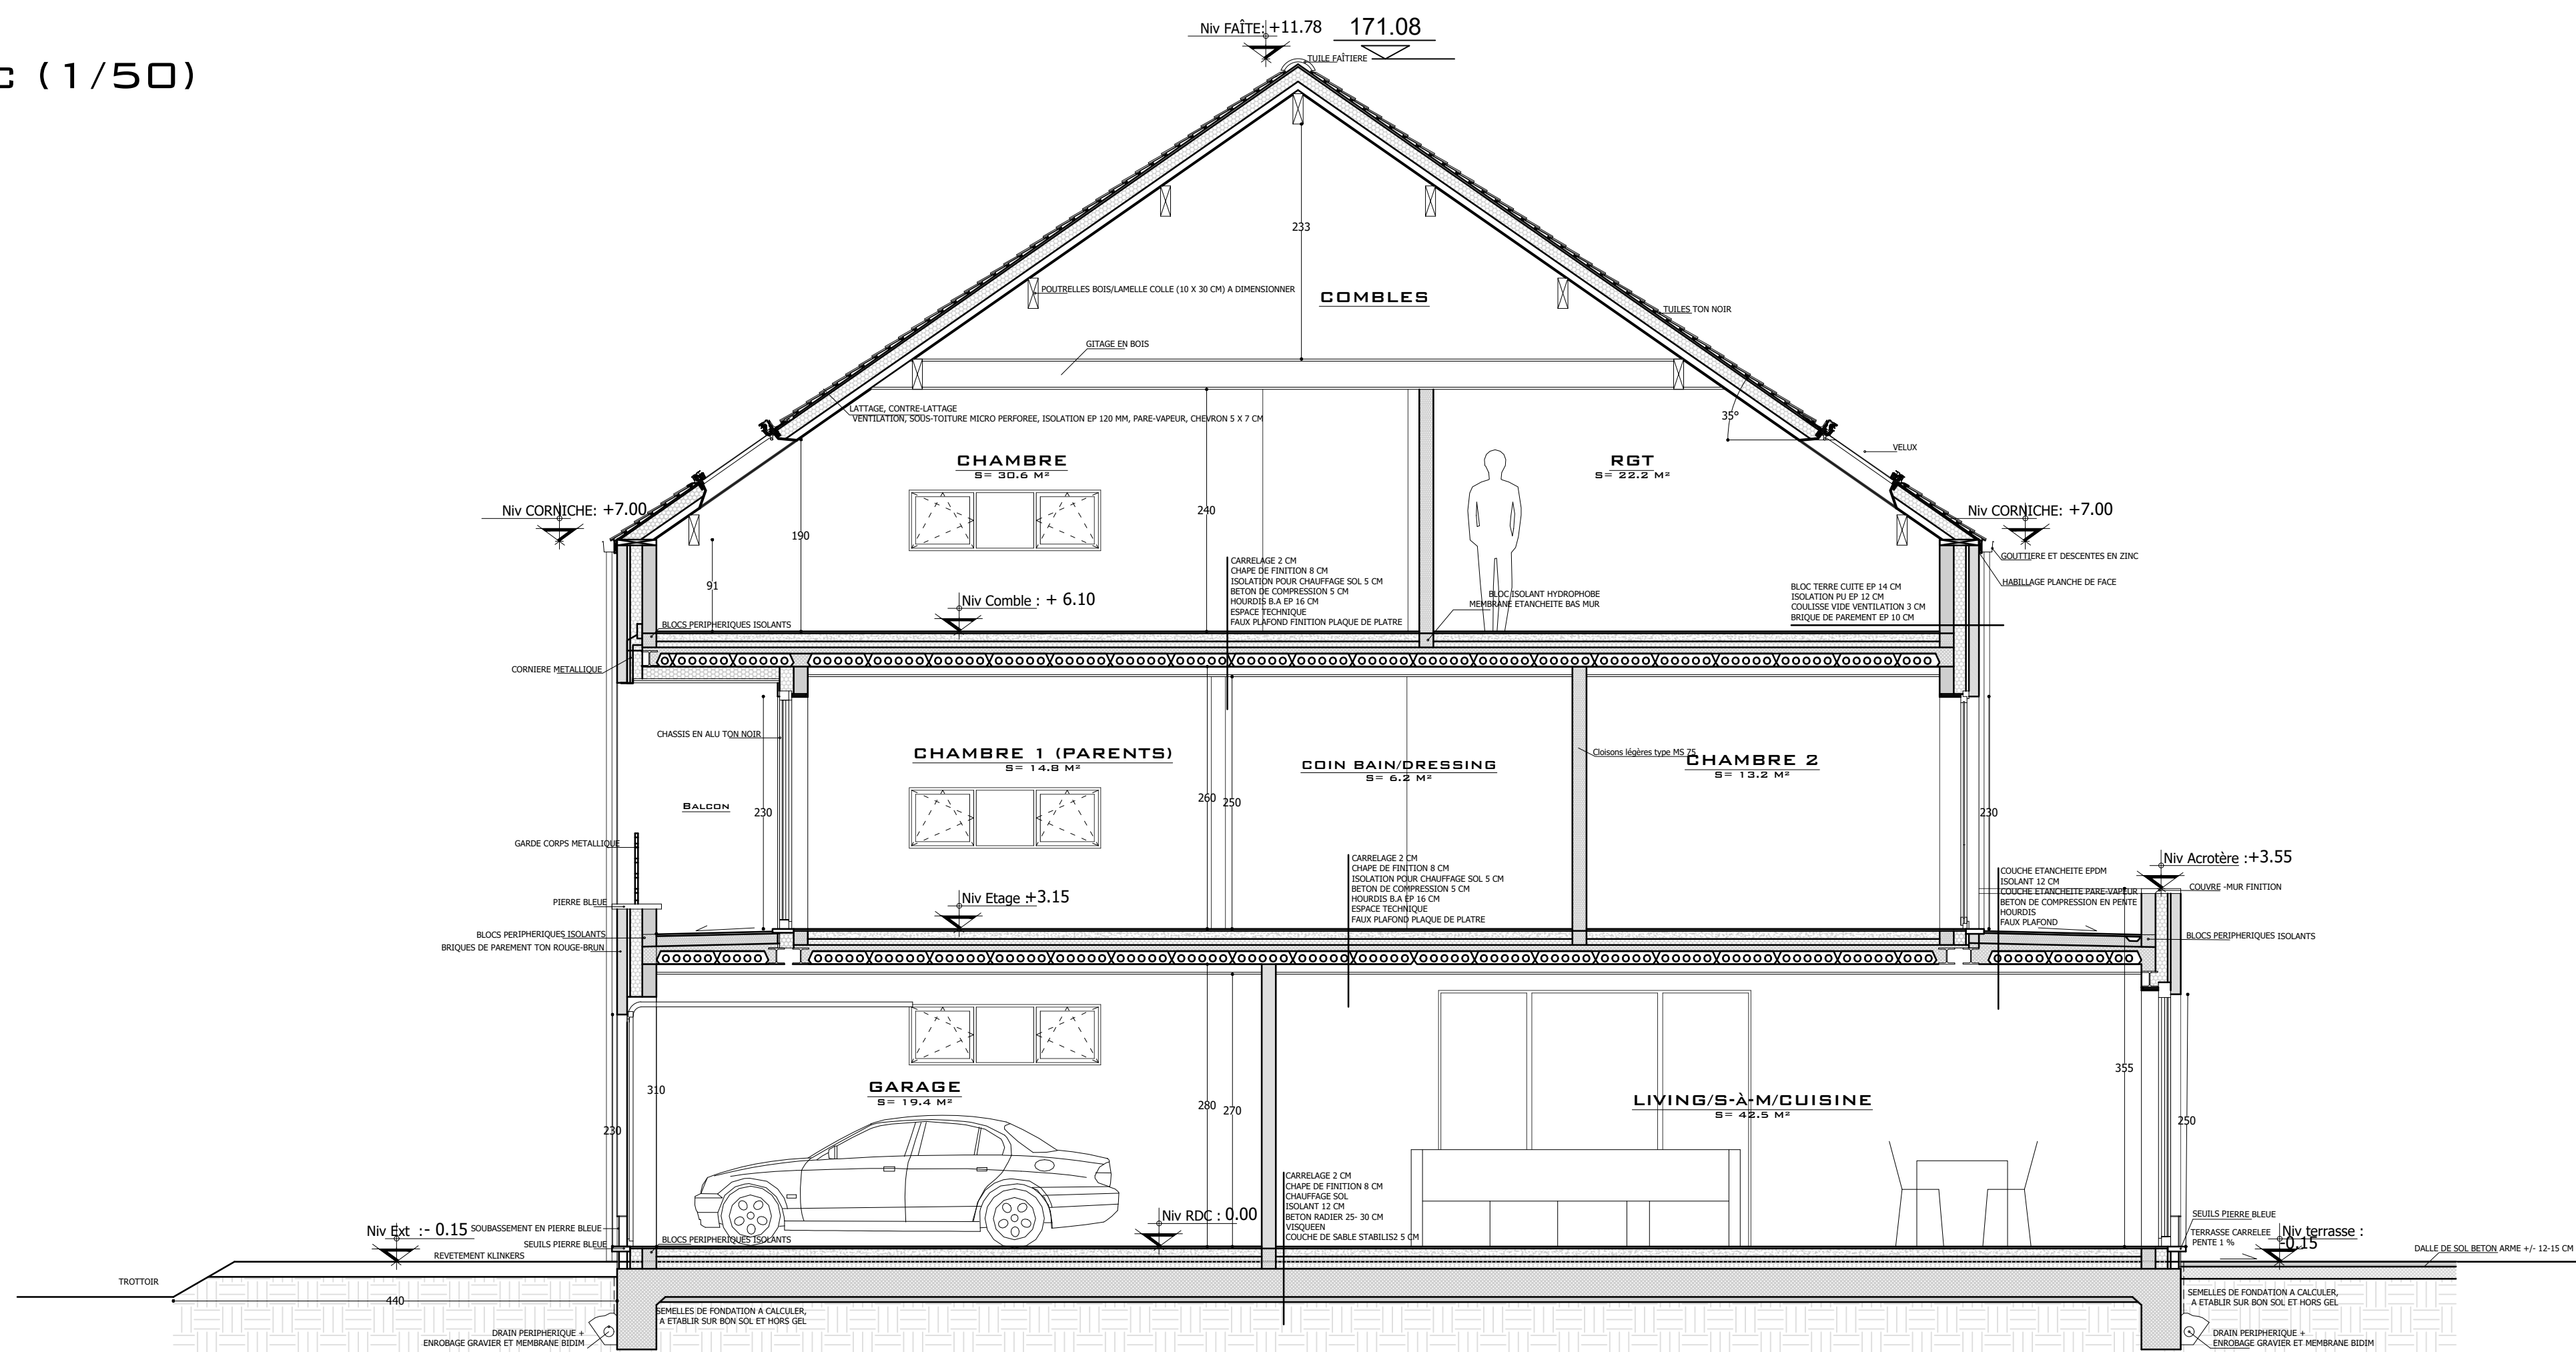 C (1/50)
Niv FAÎTE: +11.78
171.08
TUILE FAÎTIERE
233
POUTRELLES BOIS/LAMELLE COLLE (10 X 30 CM) A DIMENSIONNER
COMBLES
TUILES TON NOIR
GITAGE EN BOIS
LATTAGE, CONTRE-LATTAGE
VENTILATION, SOUS-TOITURE MICRO PERFOREE, ISOLATION EP 120 MM, PARE-VAPEUR, CHEVRON 5 X 7 CM
35°
VELUX
CHAMBRE
S= 30.6 M²
RGT
S= 22.2 M²
Niv CORNICHE: +7.00
Niv CORNICHE: +7.00
240
190
91
GOUTTIERE ET DESCENTES EN ZINC
HABILLAGE PLANCHE DE FACE
CARRELAGE 2 CM
CHAPE DE FINITION 8 CM
ISOLATION POUR CHAUFFAGE SOL 5 CM
BETON DE COMPRESSION 5 CM
HOURDIS B.A EP 16 CM
ESPACE TECHNIQUE
FAUX PLAFOND FINITION PLAQUE DE PLATRE
BLOC ISOLANT HYDROPHOBE
MEMBRANE ETANCHEITE BAS MUR
BLOC TERRE CUITE EP 14 CM
ISOLATION PU EP 12 CM
COULISSE VIDE VENTILATION 3 CM
BRIQUE DE PAREMENT EP 10 CM
Niv Comble : + 6.10
BLOCS PERIPHERIQUES ISOLANTS
CORNIERE METALLIQUE
CHASSIS EN ALU TON NOIR
CHAMBRE 1 (PARENTS)
S= 14.8 M²
COIN BAIN/DRESSING
S= 6.2 M²
Cloisons légères type MS 75
CHAMBRE 2
S= 13.2 M²
BALCON
230
260
250
230
GARDE CORPS METALLIQUE
Niv Acrotère :+3.55
COUVRE -MUR FINITION
CARRELAGE 2 CM
CHAPE DE FINITION 8 CM
ISOLATION POUR CHAUFFAGE SOL 5 CM
BETON DE COMPRESSION 5 CM
HOURDIS B.A EP 16 CM
ESPACE TECHNIQUE
FAUX PLAFOND PLAQUE DE PLATRE
COUCHE ETANCHEITE EPDM
ISOLANT 12 CM
COUCHE ETANCHEITE PARE-VAPEUR
BETON DE COMPRESSION EN PENTE
HOURDIS
FAUX PLAFOND
Niv Etage :+3.15
PIERRE BLEUE
BLOCS PERIPHERIQUES ISOLANTS
BRIQUES DE PAREMENT TON ROUGE-BRUN
BLOCS PERIPHERIQUES ISOLANTS
310
GARAGE
S= 19.4 M²
280
270
LIVING/S-À-M/CUISINE
S= 42.5 M²
355
230
250
CARRELAGE 2 CM
CHAPE DE FINITION 8 CM
CHAUFFAGE SOL
ISOLANT 12 CM
BETON RADIER 25- 30 CM
VISQUEEN
COUCHE DE SABLE STABILIS2 5 CM
Niv Ext :- 0.15
SOUBASSEMENT EN PIERRE BLEUE
SEUILS PIERRE BLEUE
REVETEMENT KLINKERS
BLOCS PERIPHERIQUES ISOLANTS
Niv RDC : 0.00
SEUILS PIERRE BLEUE
TERRASSE CARRELEE
PENTE 1 %
Niv terrasse :
-0.15
DALLE DE SOL BETON ARME +/- 12-15 CM
TROTTOIR
440
SEMELLES DE FONDATION A CALCULER,
A ETABLIR SUR BON SOL ET HORS GEL
SEMELLES DE FONDATION A CALCULER,
A ETABLIR SUR BON SOL ET HORS GEL
DRAIN PERIPHERIQUE +
ENROBAGE GRAVIER ET MEMBRANE BIDIM
DRAIN PERIPHERIQUE +
ENROBAGE GRAVIER ET MEMBRANE BIDIM